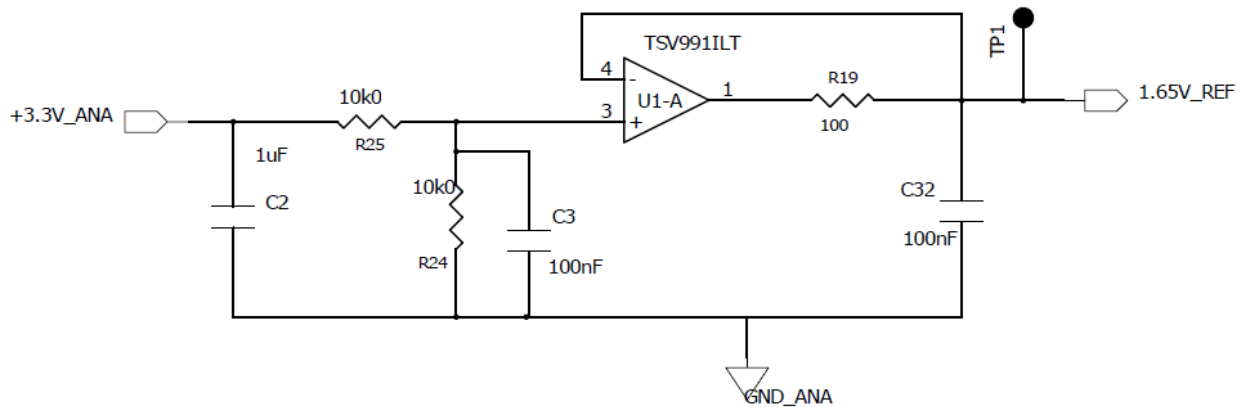 TSV991ILT
TP1
4
-
U1-A
3
+
1
R19
100
1.65V_REF
+3.3V_ANA
10k0
R25
1uF
C2
10k0
R24
C3
100nF
C32
100nF
GND_ANA